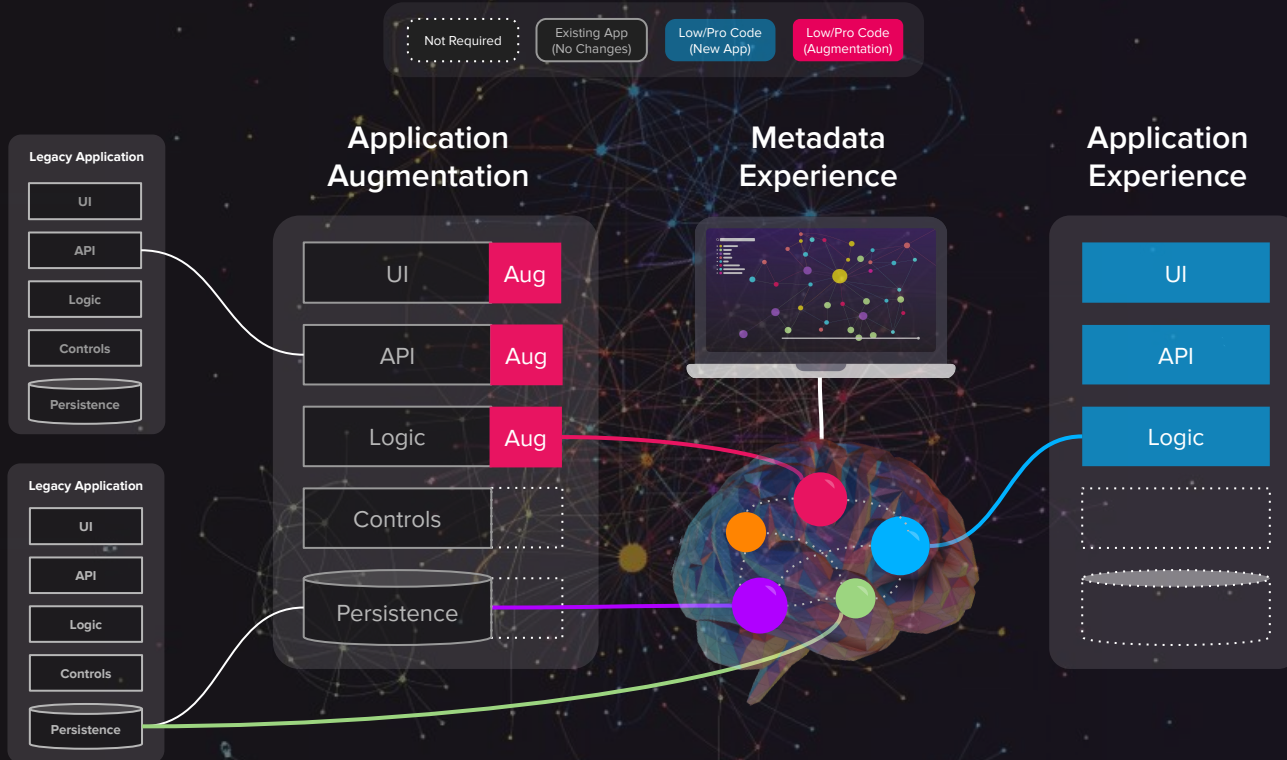 Not Required
Existing App
(No Changes)
Low/Pro Code
(New App)
Low/Pro Code
(Augmentation)
Application
Augmentation
Metadata
Experience
Application
Experience
Legacy Application
UI
API
Logic
Controls
Persistence
Legacy Application
UI
API
Logic
Controls
Persistence
UI
Aug
API
Aug
Logic
Aug
Controls
Persistence
UI
API
Logic